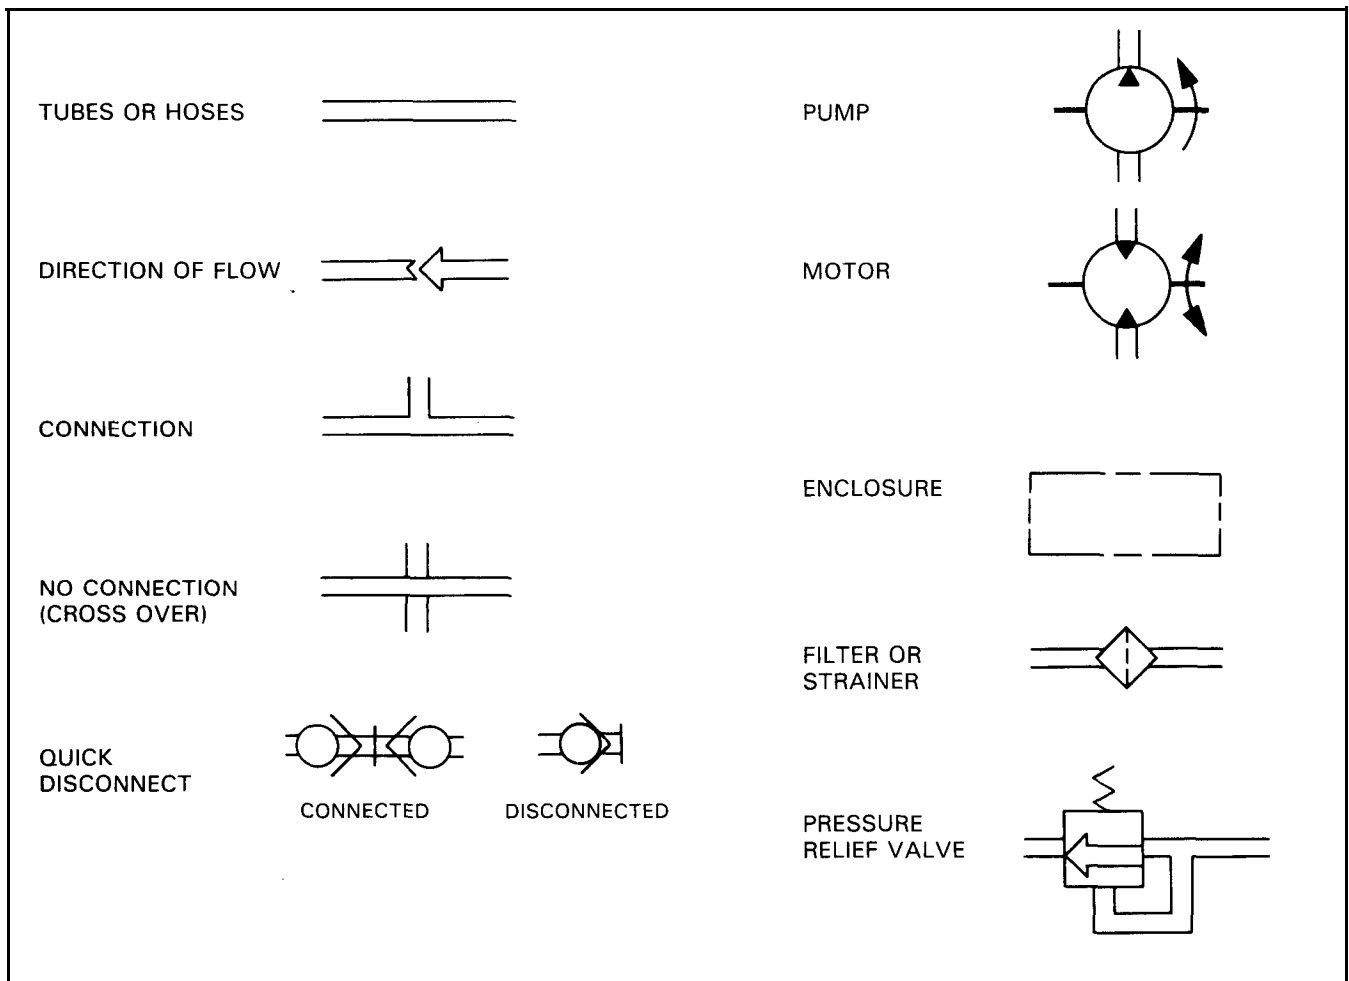 TUBES OR HOSES
DIRECTION OF FLOW
CONNECTION
NO CONNECTION
(CROSS OVER)
QUICK
DISCONNECT
CONNECTED
DISCONNECTED
PUMP
MOTOR
ENCLOSURE
FILTER OR
STRAINER
PRESSURE
RELIEF VALVE